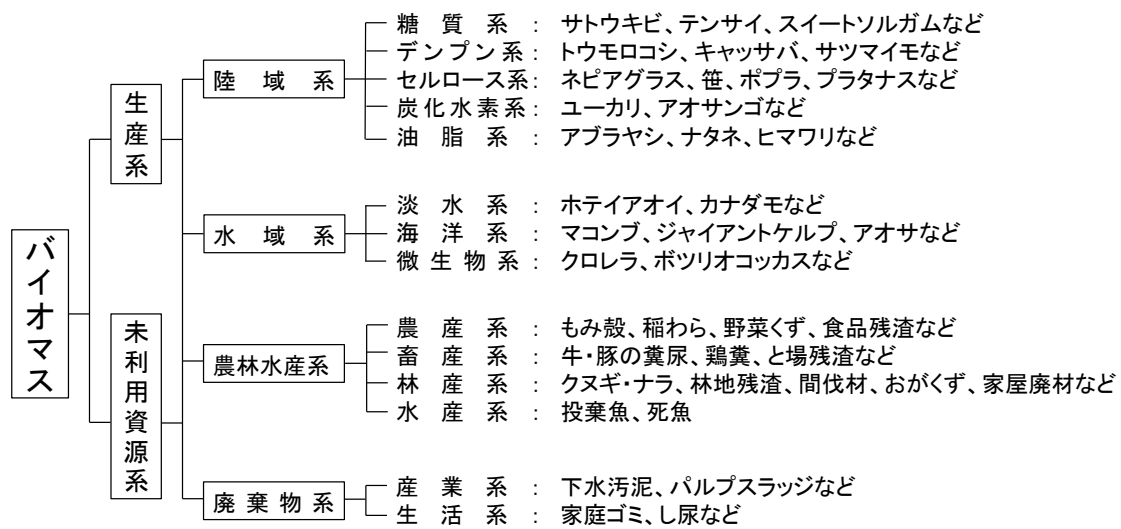 バイオマス
生産系
陸域系
糖質系：サトウキビ、テンサイ、スイートソルガムなど
デンプン系：トウモロコシ、キャッサバ、サツマイモなど
セルロース系：ネピアグラス、笹、ポプラ、プラタナスなど
炭化水素系：ユーカリ、アオサンゴなど
油脂系：アブラヤシ、ナタネ、ヒマワリなど
水域系
淡水系：ホテイアオイ、カナダモなど
海洋系：マコンブ、ジャイアントケルプ、アオサなど
微生物系：クロレラ、ボツリオコッカスなど
未利用資源系
農林水産系
農産系：もみ殻、稲わら、野菜くず、食品残渣など
畜産系：牛・豚の糞尿、鶏糞、と場残渣など
林産系：クヌギ・ナラ、林地残渣、間伐材、おがくず、家屋廃材など
水産系：投棄魚、死魚
廃棄物系
産業系：下水汚泥、パルプスラッジなど
生活系：家庭ゴミ、し尿など